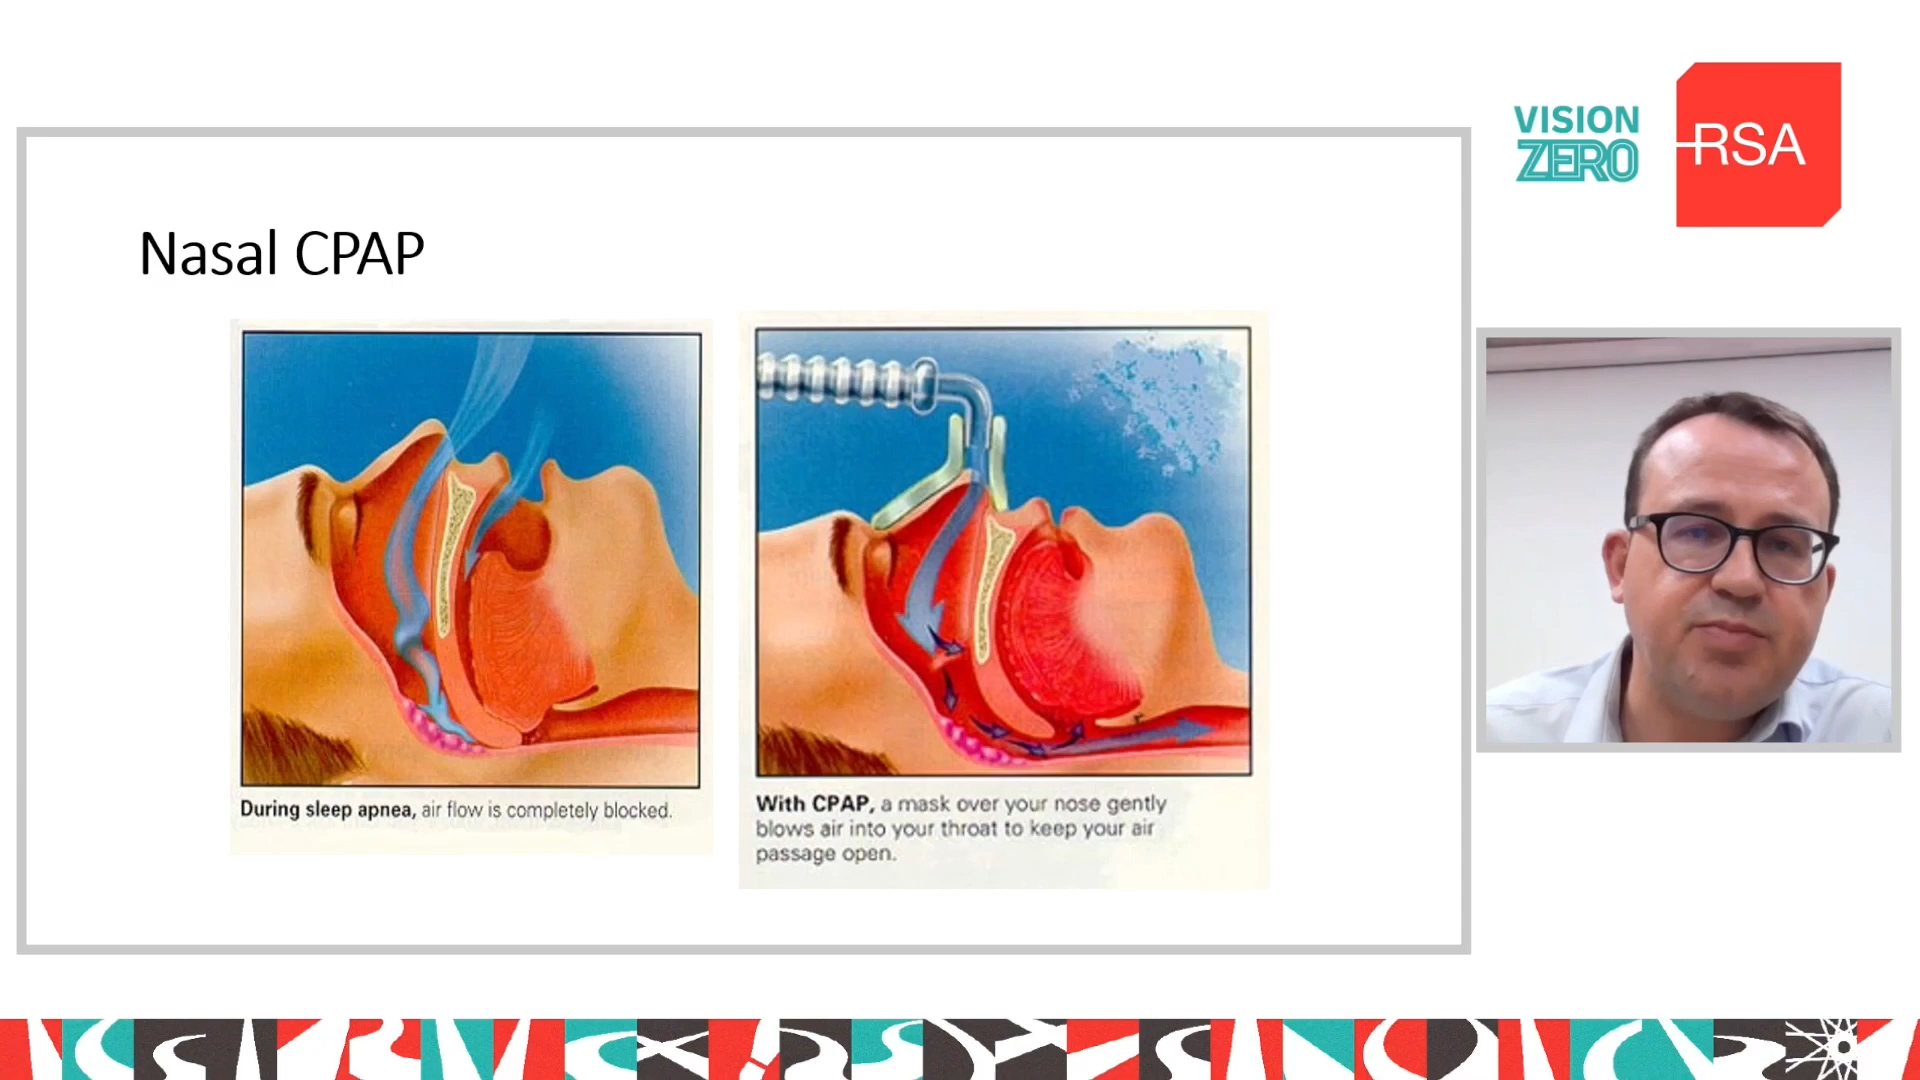 VISION
ZERO
RSA
Nasal CPAP
During sleep apnea, air flow is completely blocked.
With CPAP, a mask over your nose gently
blows air into your throat to keep your air
passage open.